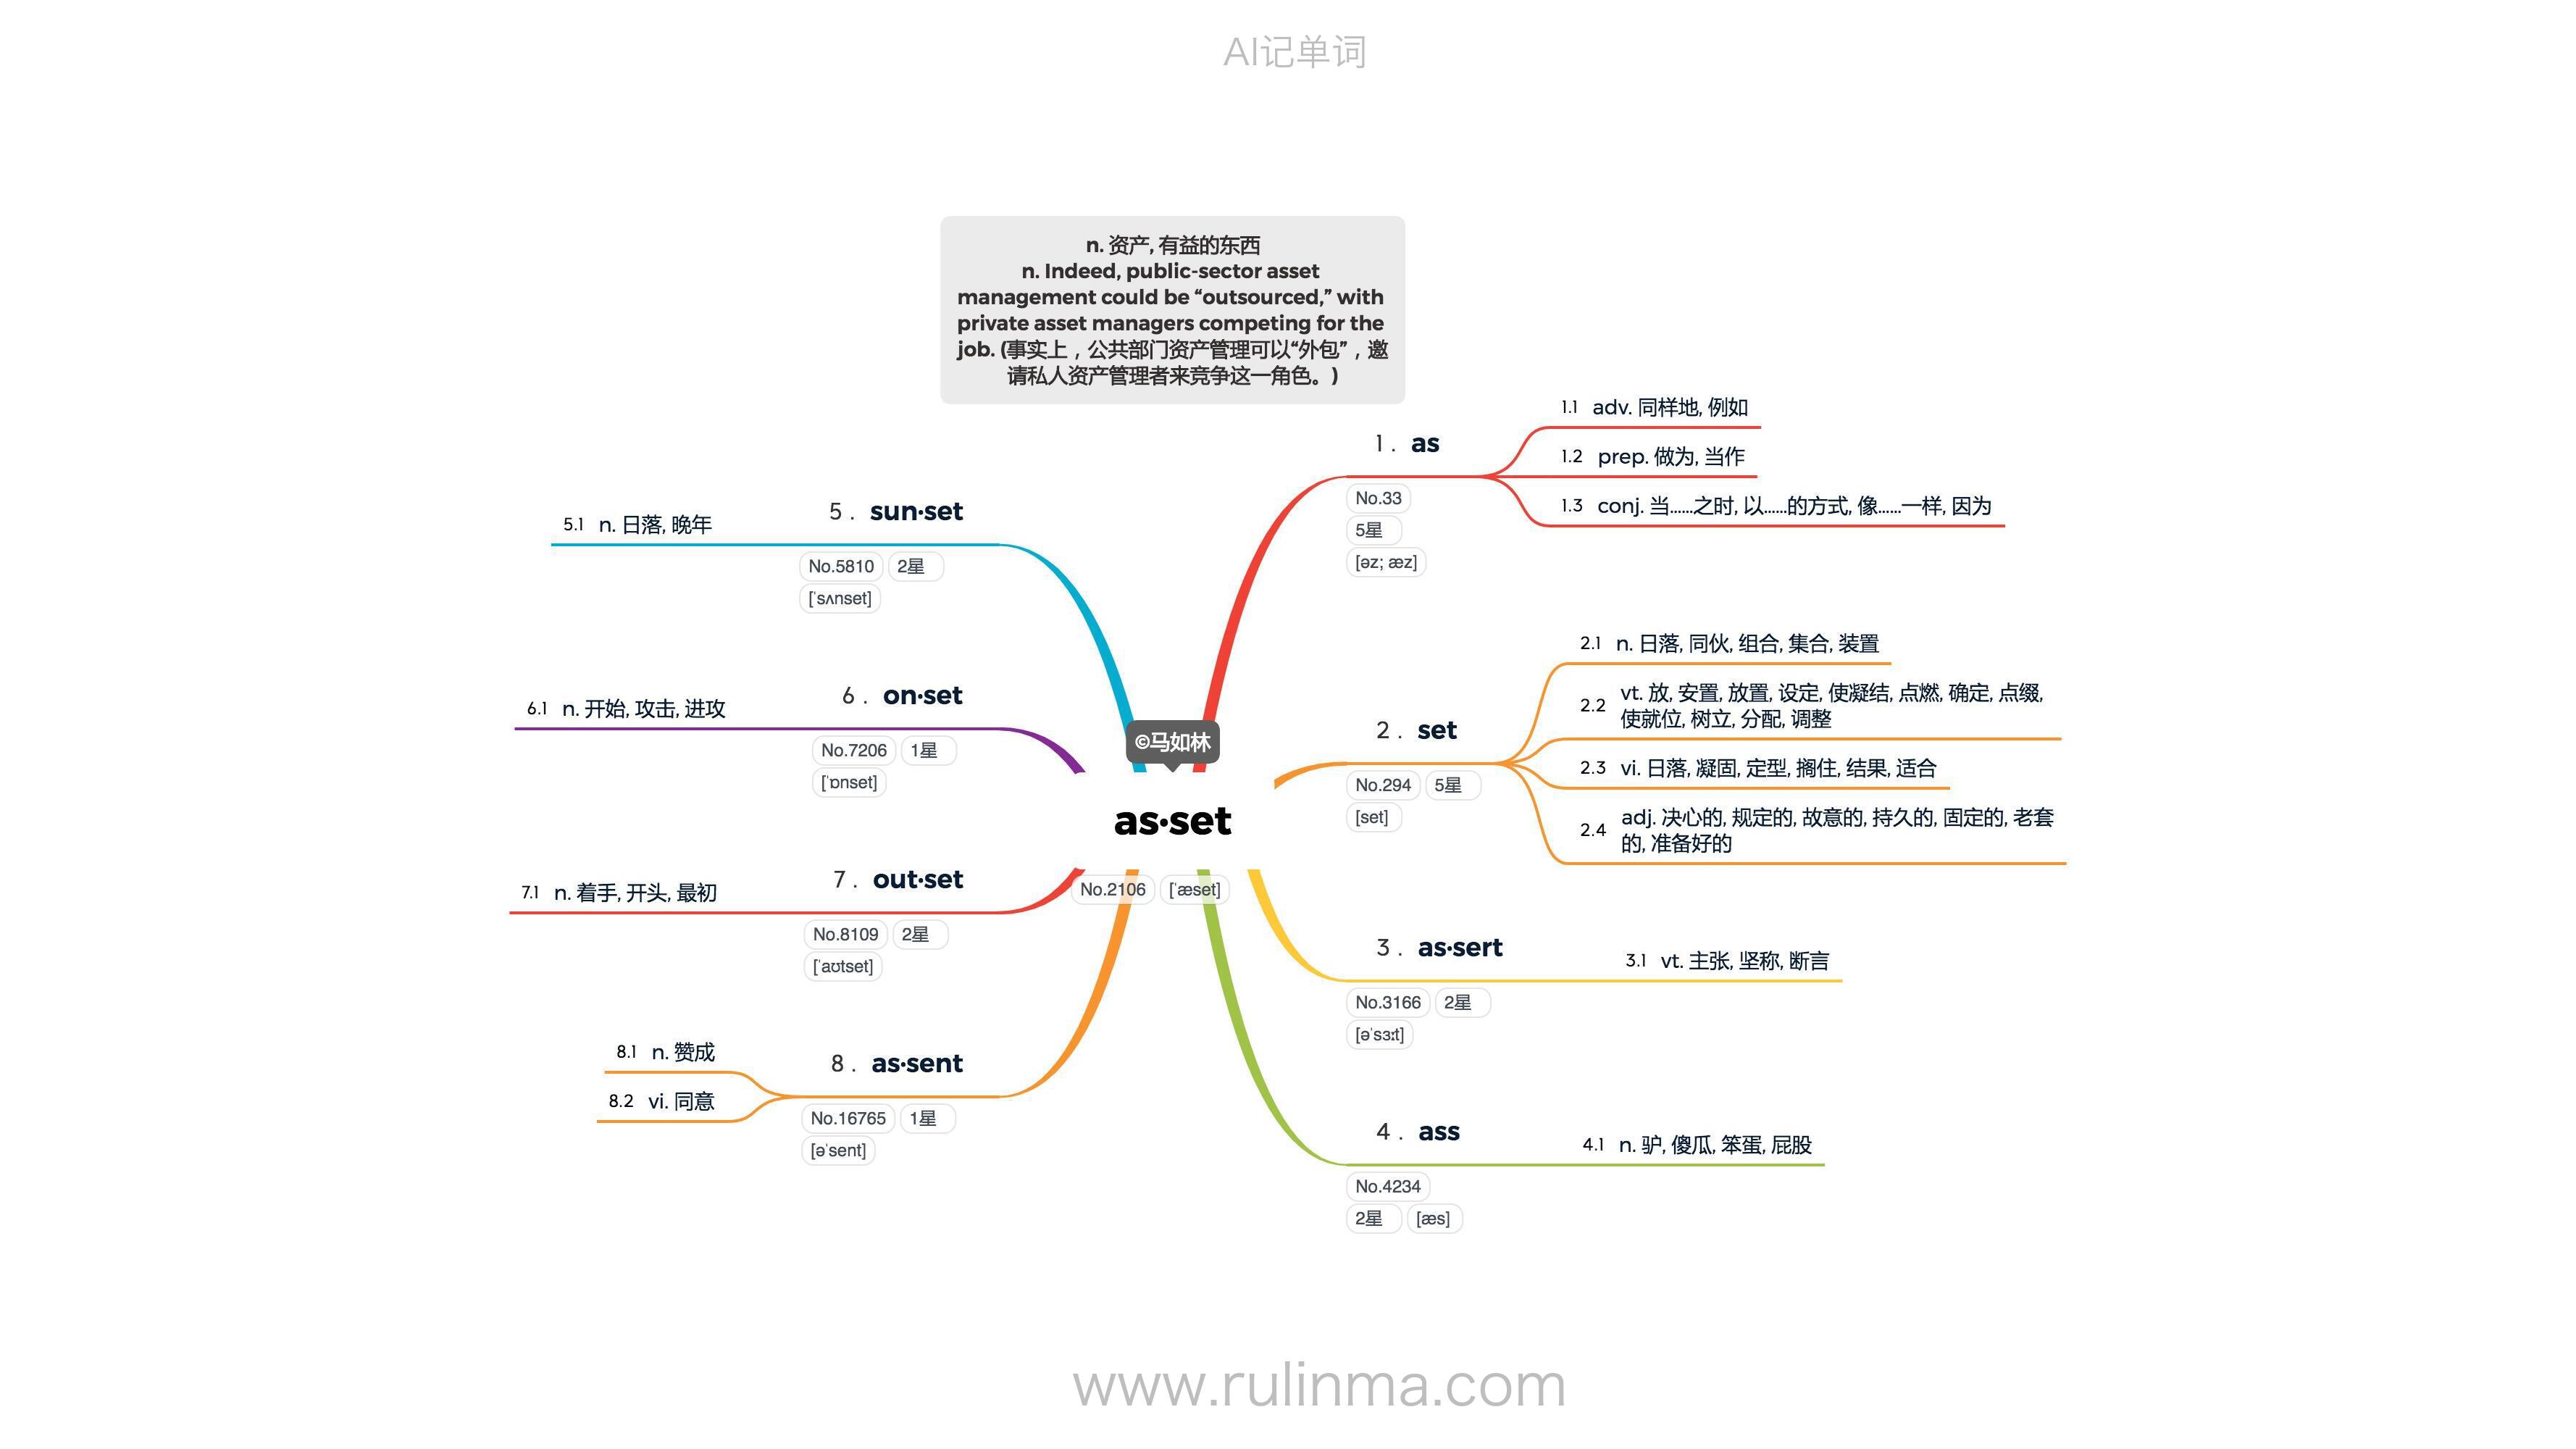 AI记单词
n. 资产, 有益的东西
n. Indeed, public-sector asset
management could be “outsourced,” with
private asset managers competing for the
job. (事实上，公共部门资产管理可以“外包”，邀
请私人资产管理者来竞争这一角色。)
©马如林
as·set
No.2106 [ˈæset]
1. as
No.33
5星
[əz; æz]
1.1 adv. 同样地, 例如
1.2 prep. 做为, 当作
1.3 conj. 当......之时, 以......的方式, 像......一样, 因为
2. set
No.294 5星
[set]
2.1 n. 日落, 同伙, 组合, 集合, 装置
2.2 vt. 放, 安置, 放置, 设定, 使凝结, 点燃, 确定, 点缀,
使就位, 树立, 分配, 调整
2.3 vi. 日落, 凝固, 定型, 搁住, 结果, 适合
2.4 adj. 决心的, 规定的, 故意的, 持久的, 固定的, 老套
的, 准备好的
3. as·sert
No.3166 2星
[əˈsɜːt]
3.1 vt. 主张, 坚称, 断言
4. ass
No.4234
2星 [æs]
4.1 n. 驴, 傻瓜, 笨蛋, 屁股
5. sun·set
No.5810 2星
[ˈsʌnset]
5.1 n. 日落, 晚年
6. on·set
No.7206 1星
[ˈɒnset]
6.1 n. 开始, 攻击, 进攻
7. out·set
No.8109 2星
[ˈaʊtset]
7.1 n. 着手, 开头, 最初
8. as·sent
No.16765 1星
[əˈsent]
8.1 n. 赞成
8.2 vi. 同意
www.rulinma.com